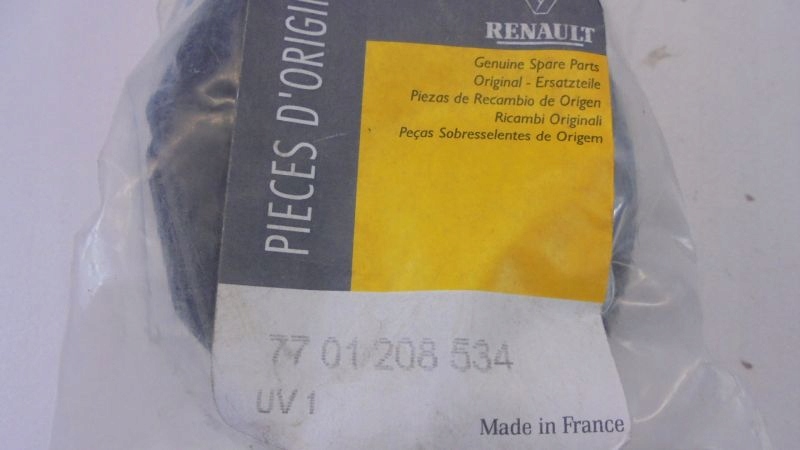 PIECES D'ORIGIN
RENAULT
Genuine Spare Parts
Original - Ersatzteile
Piezas de Recambio de Origen
Ricambi Originali
Peças Sobresselentes de Origem
77 01 208 534
UV 1
Made in France